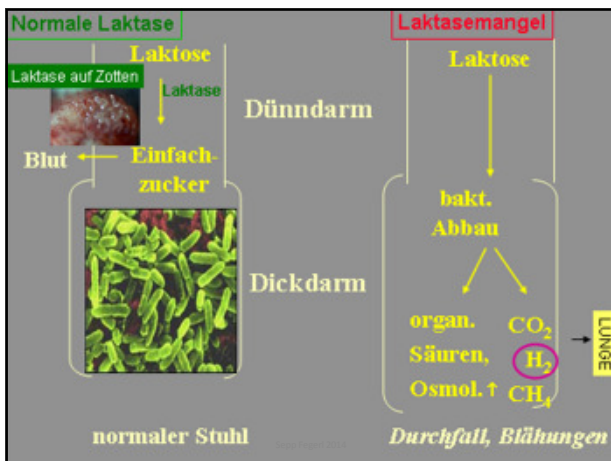 Normale Laktase
Laktose
Laktase auf Zotten
Laktase
Blut
Einfach-
zucker
Dünndarm
Dickdarm
normaler Stuhl
Laktasemangel
Laktose
bakt.
Abbau
organ.
Säuren,
Osmol.↑
CO₂
H₂
CH₄
LUNGE
Durchfall, Blähungen